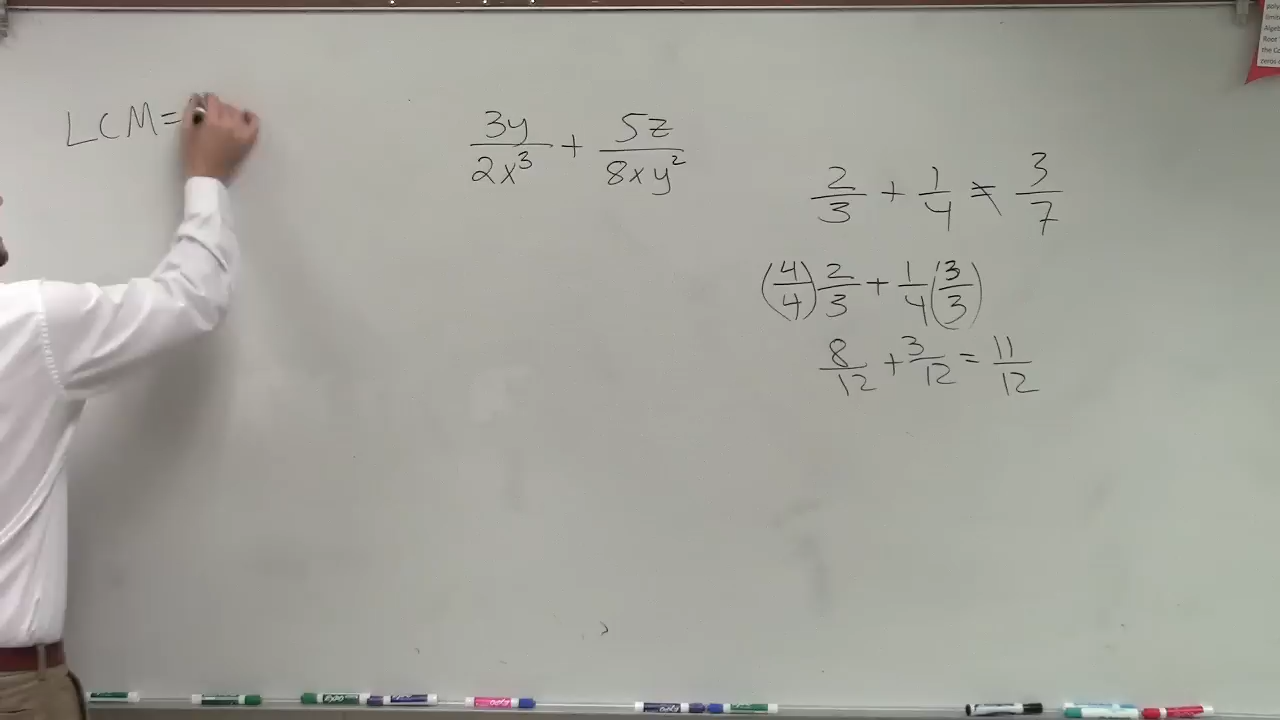 LCM=
3y/2x³ + 5z/8xy²
2/3 + 1/4 ≠ 3/7
(4/4) 2/3 + 1/4 (3/3)
8/12 + 3/12 = 11/12